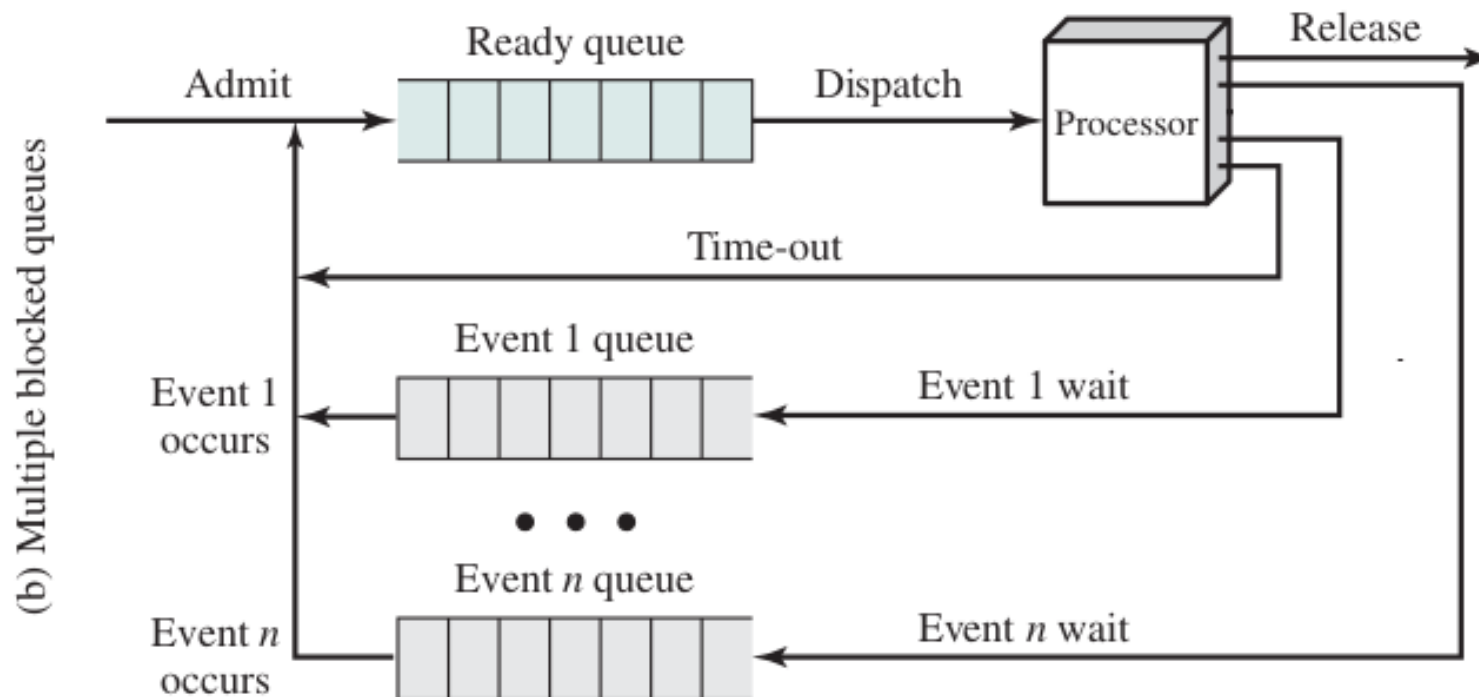 (b) Multiple blocked queues
Ready queue
Release
Admit
Dispatch
Processor
Time-out
Event 1 queue
Event 1
occurs
Event 1 wait
Event n queue
Event n
occurs
Event n wait